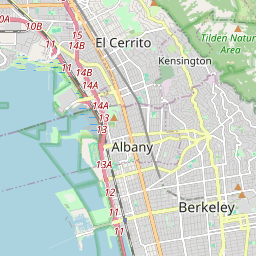 10B
10A
15
El Cerrito
Tilden Natur
Area
11
14B
Kensington
14B
11
14A
14A
13
13
Albany
13A
12
Berkeley
11
11